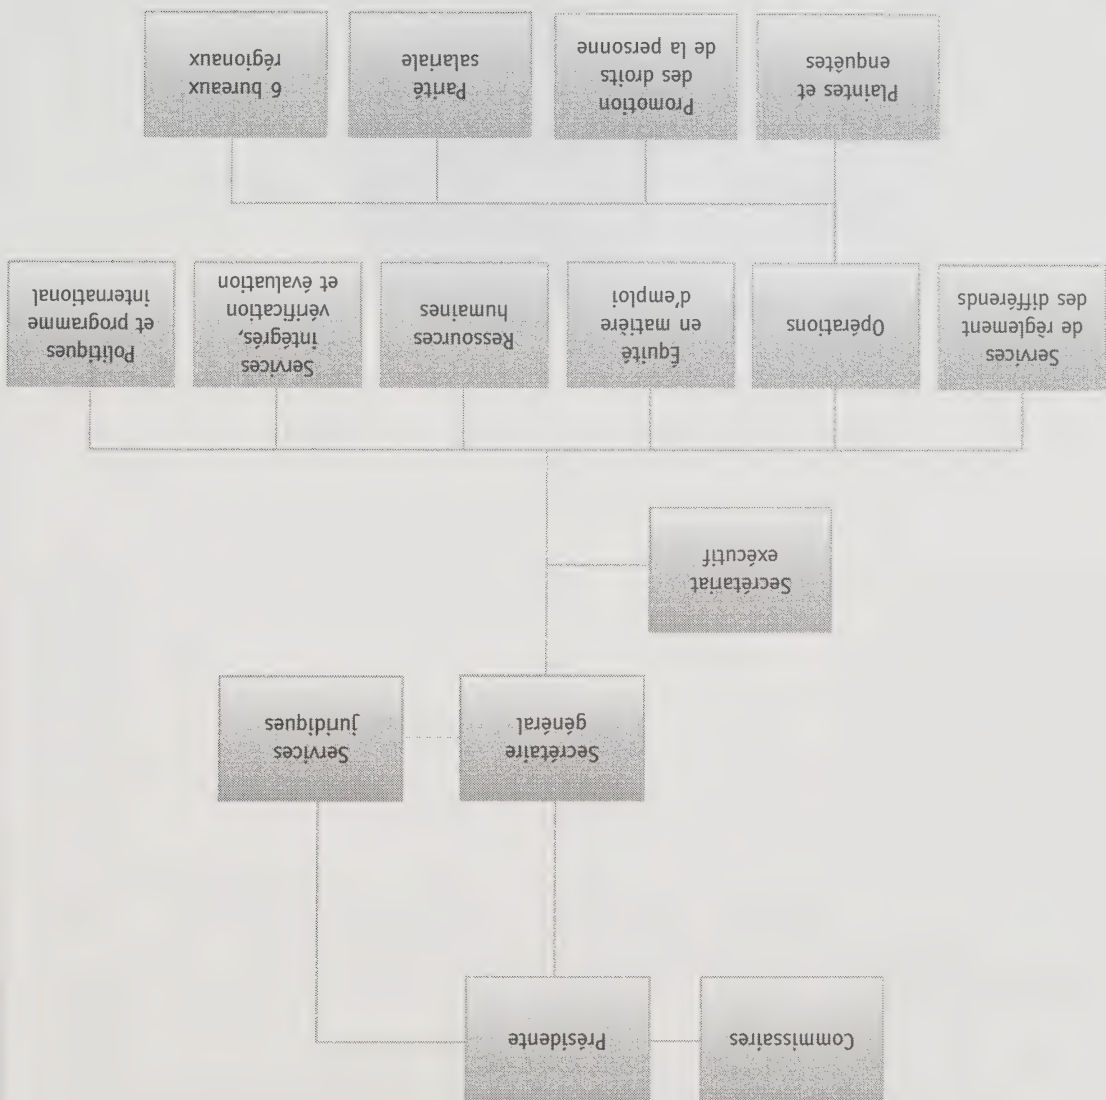 Commissaires
Présidente
Secrétaire
général
Services
juridiques
Secrétariat
exécutif
Services
de règlement
des différends
Opérations
Équité
en matière
d'emploi
Ressources
humaines
Services
intégrés,
vérification
et évaluation
Politiques
et programme
international
Plaintes et
enquêtes
Promotion
des droits
de la personne
Parité
salariale
6 bureaux
régionaux